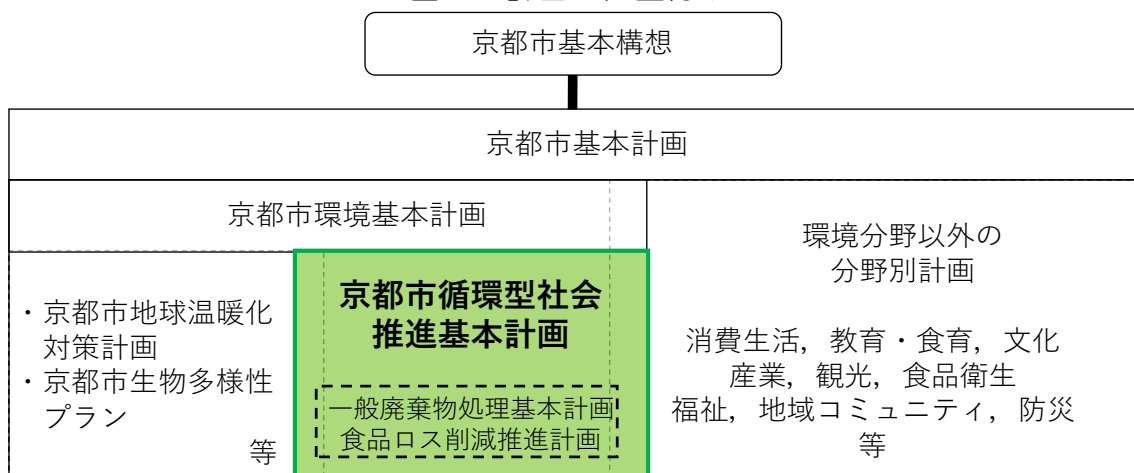 京都市基本構想
京都市基本計画
京都市環境基本計画
・京都市地球温暖化
対策計画
・京都市生物多様性
プラン
等
京都市循環型社会
推進基本計画
一般廃棄物処理基本計画
食品ロス削減推進計画
環境分野以外の
分野別計画
消費生活，教育・食育，文化
産業，観光，食品衛生
福祉，地域コミュニティ，防災
等